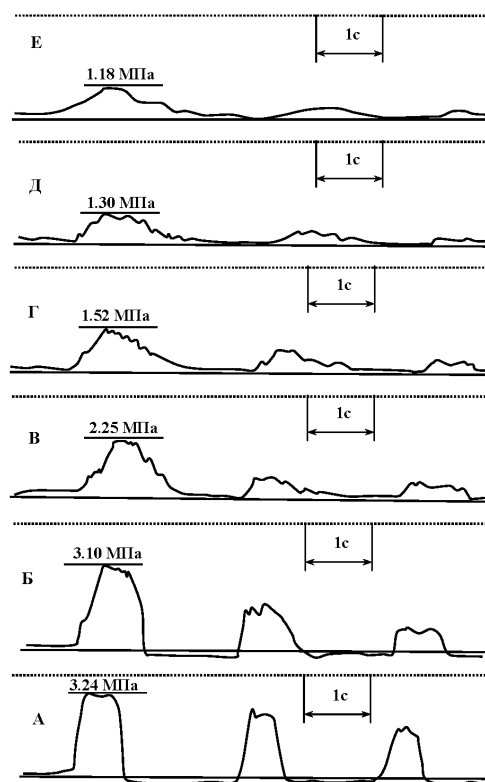 1с
Е
1.18 МПа
1с
Д
1.30 МПа
1с
Г
1.52 МПа
1с
В
2.25 МПа
1с
3.10 МПа
Б
1с
3.24 МПа
А